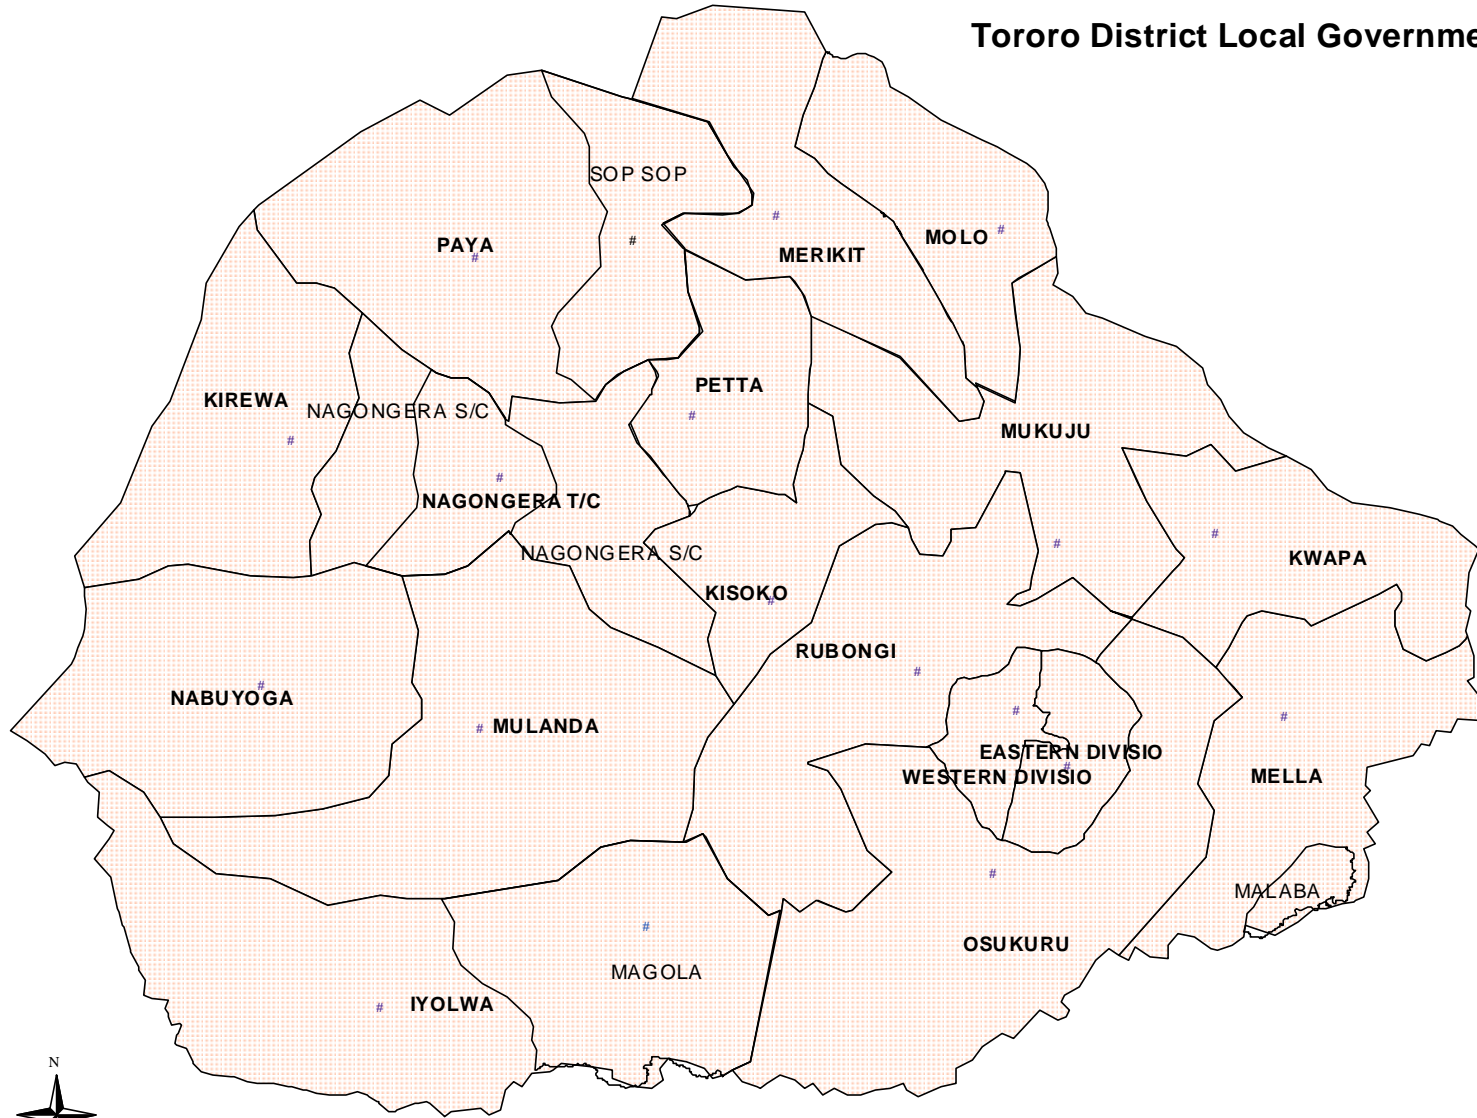 Tororo District Local Governme
SOP SOP
PAYA
#
#
MERIKIT
#
MOLO
#
KIREWA
#
NAGONGERA S/C
PETTA
#
MUKUJU
#
NAGONGERA T/C
#
NAGONGERA S/C
KISOKO
#
KWAPA
#
RUBONGI
#
NABUYOGA
#
MULANDA
#
EASTERN DIVISIO
#
WESTERN DIVISIO
#
MELLA
#
MALABA
OSUKURU
#
MAGOLA
#
IYOLWA
#
N